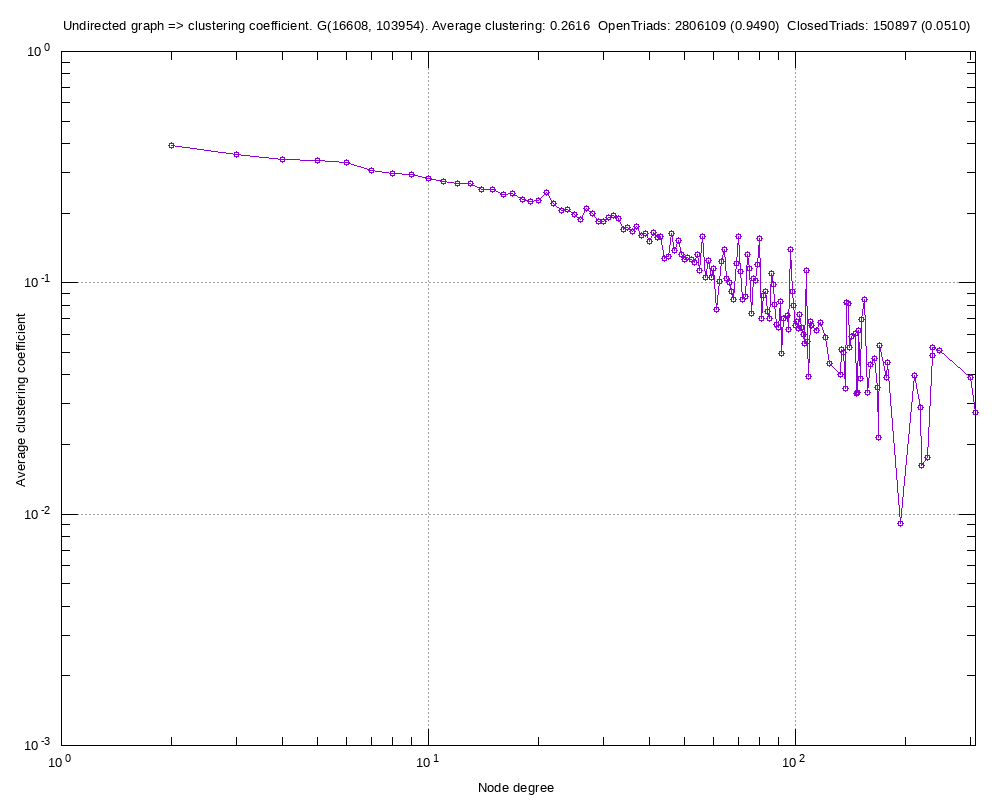 Undirected graph => clustering coefficient. G(16608, 103954). Average clustering: 0.2616  OpenTriads: 2806109 (0.9490)  ClosedTriads: 150897 (0.0510)
10^0
10^-1
Average clustering coefficient
10^-2
10^-3
10^0 10^1 10^2
Node degree